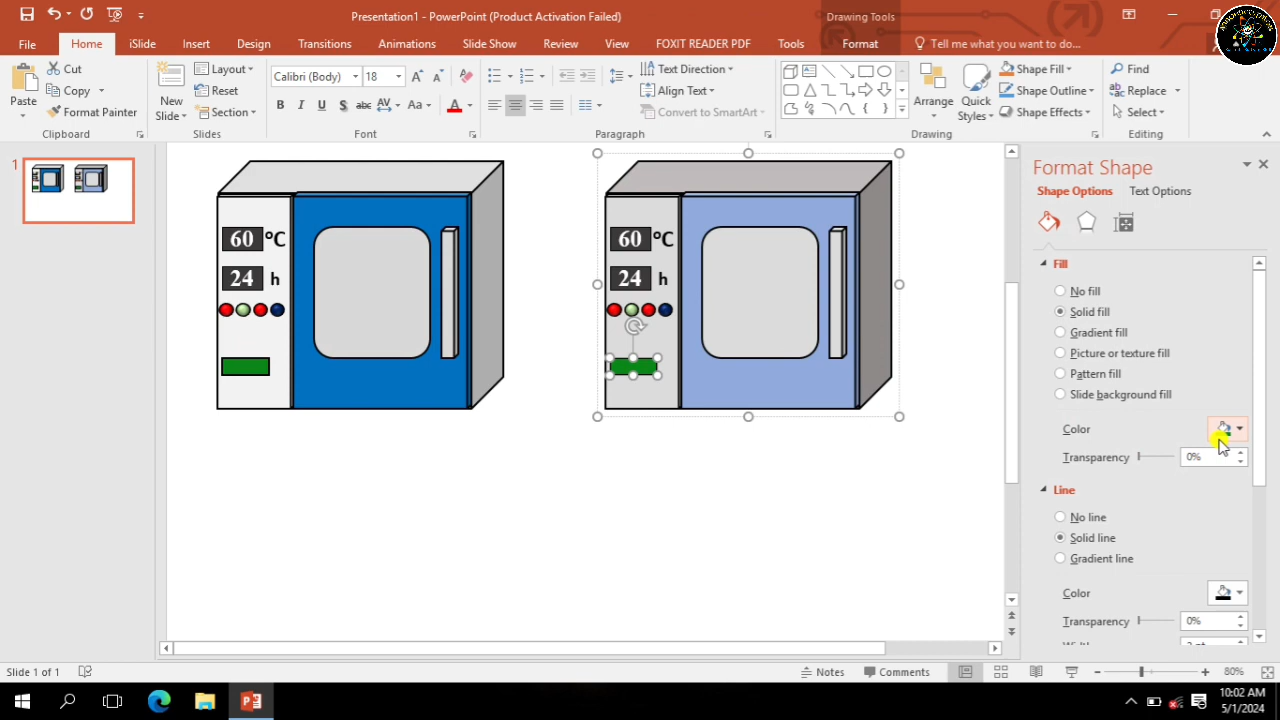 Presentation1 - PowerPoint (Product Activation Failed)
Drawing Tools
File Home iSlide Insert Design Transitions Animations Slide Show Review View FOXIT READER PDF Tools Format Tell me what you want to do...
Paste
Cut
Copy
Format Painter
Clipboard
New
Slide
Layout
Reset
Section
Slides
Calibri (Body) 18
B I U S abc AV Aa A
Font
Text Direction
Align Text
Convert to SmartArt
Paragraph
Arrange
Quick
Styles
Shape Fill
Shape Outline
Shape Effects
Drawing
Find
Replace
Select
Editing
1
60 °C
24 h
60 °C
24 h
Format Shape
Shape Options Text Options
Fill
No fill
Solid fill
Gradient fill
Picture or texture fill
Pattern fill
Slide background fill
Color
Transparency 0%
Line
No line
Solid line
Gradient line
Color
Transparency 0%
Slide 1 of 1
Notes
Comments
80%
10:02 AM
5/1/2024